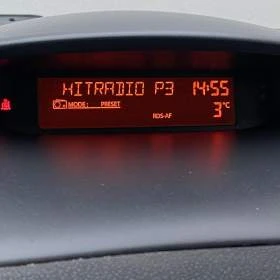 HITRADIO P3 14:55
MODE: PRESET 3°C
RDS-AF